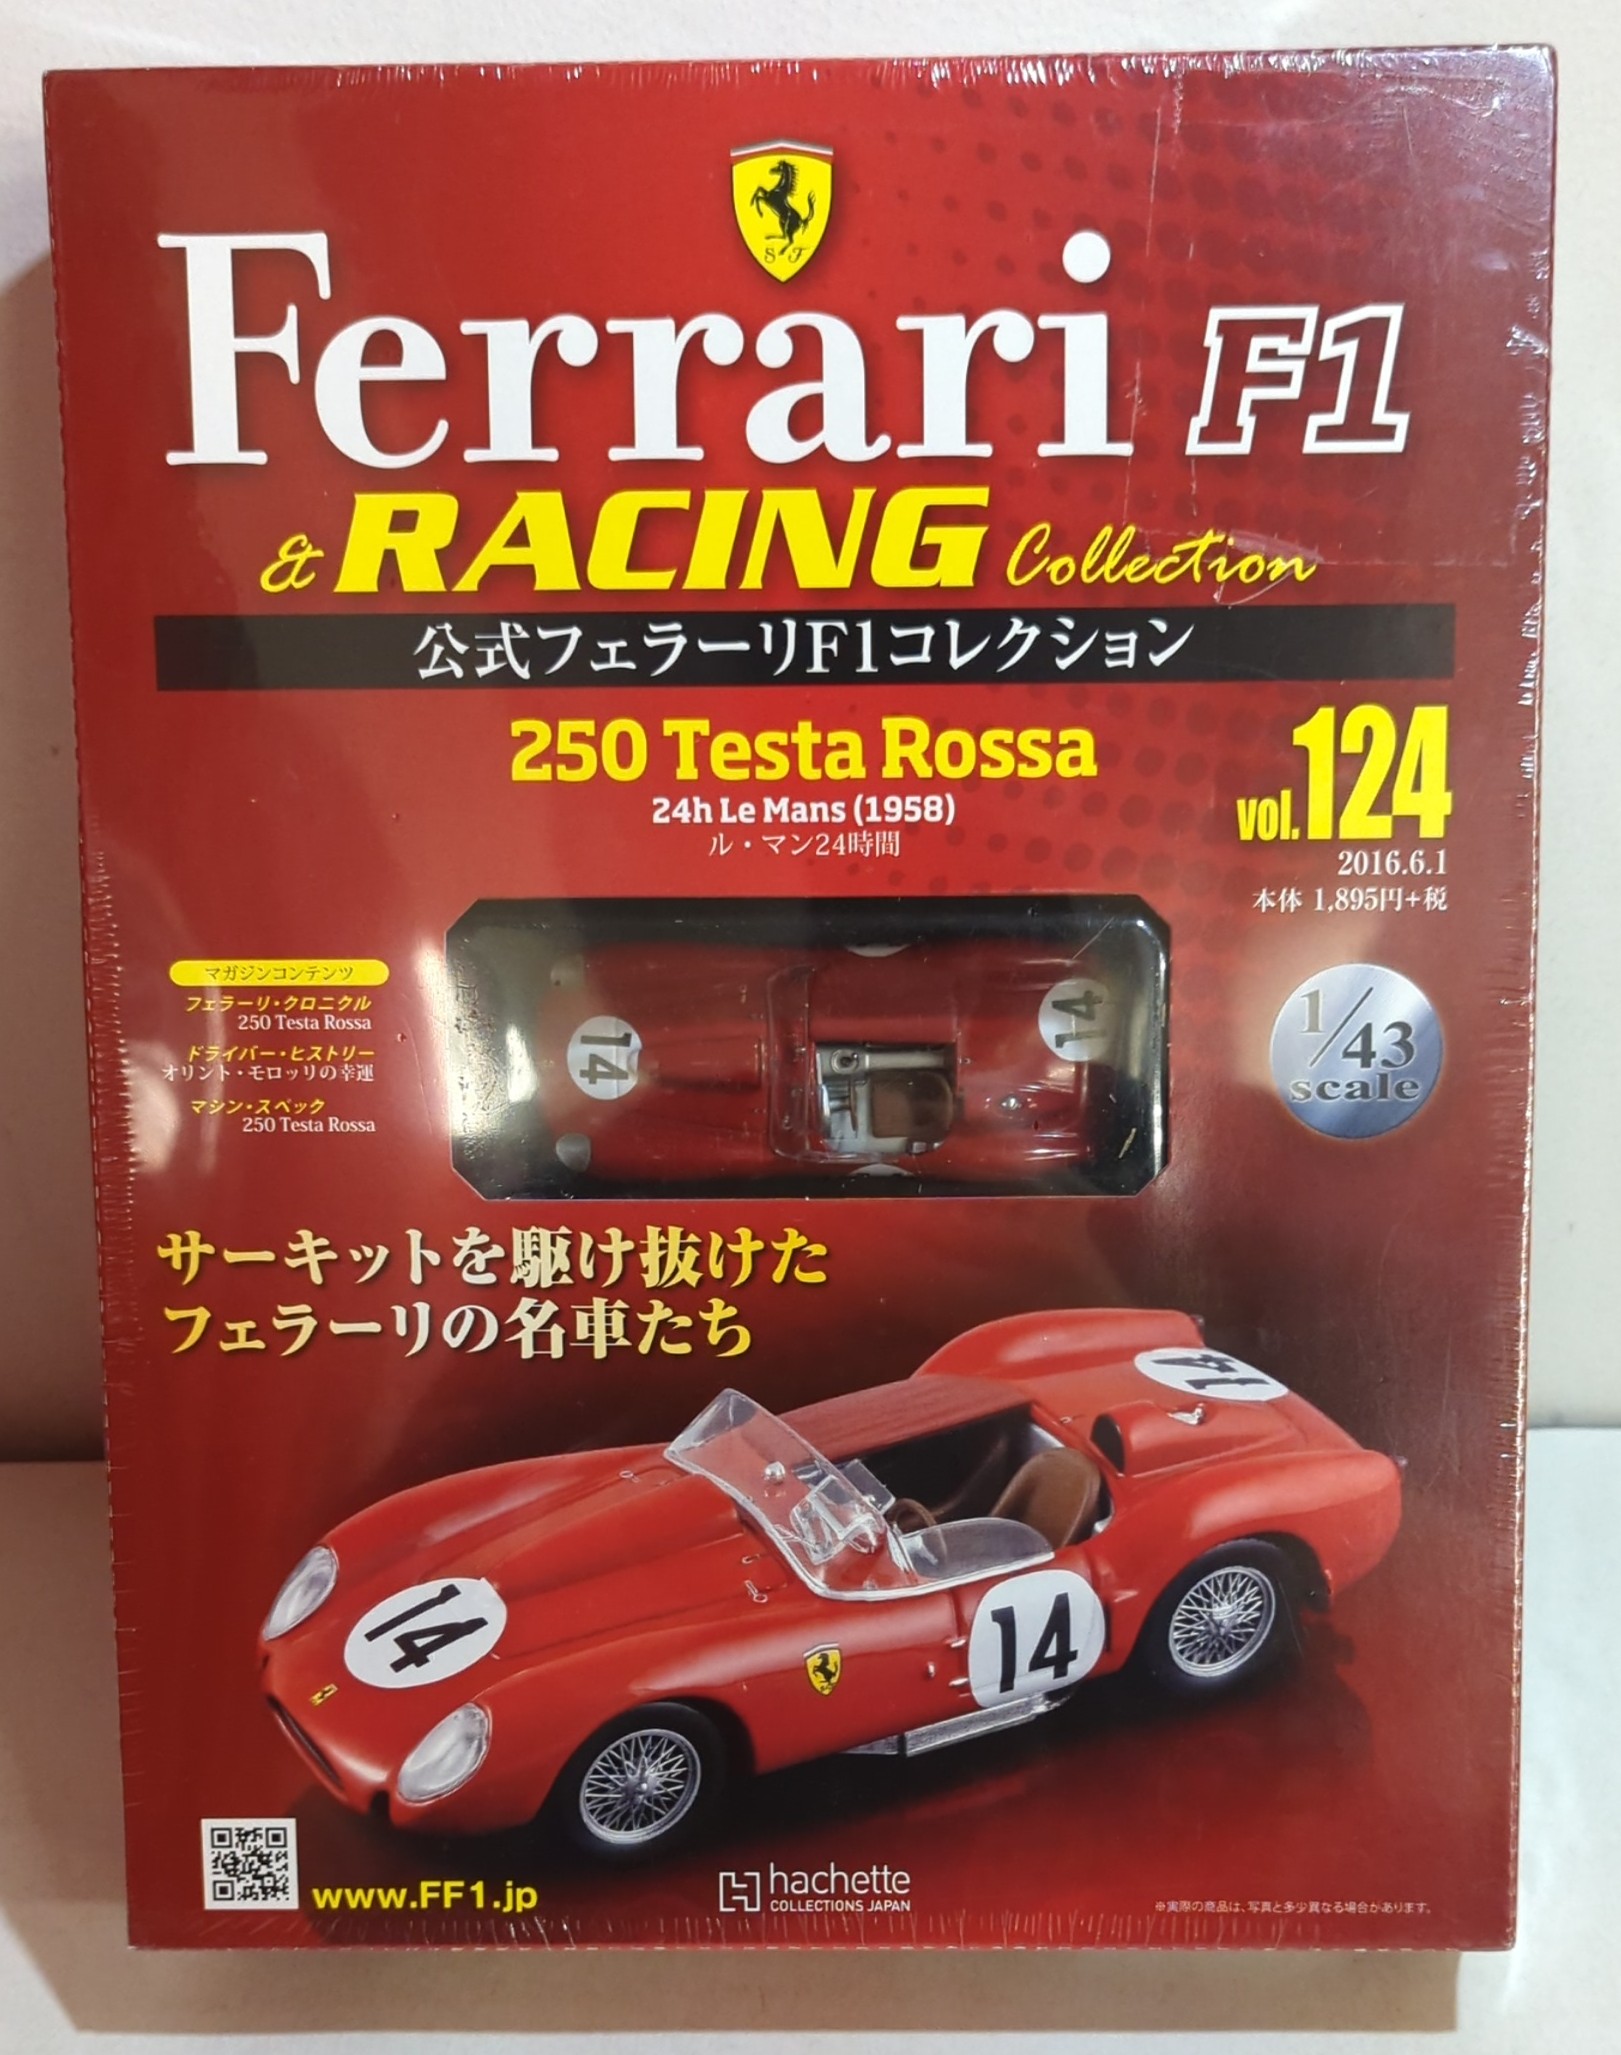 S F
Ferrari F1
& RACING Collection
公式フェラーリF1コレクション
250 Testa Rossa
24h Le Mans (1958)
ル・マン24時間
vol.124
2016.6.1
本体 1,895円+税
マガジンコンテンツ
フェラーリ・クロニクル
250 Testa Rossa
ドライバー・ヒストリー
オリント・モロッリの幸運
マシン・スペック
250 Testa Rossa
14
14
1/43
scale
サーキットを駆け抜けた
フェラーリの名車たち
14
14
14
www.FF1.jp
hachette
COLLECTIONS JAPAN
※実際の商品は、写真と多少異なる場合があります。